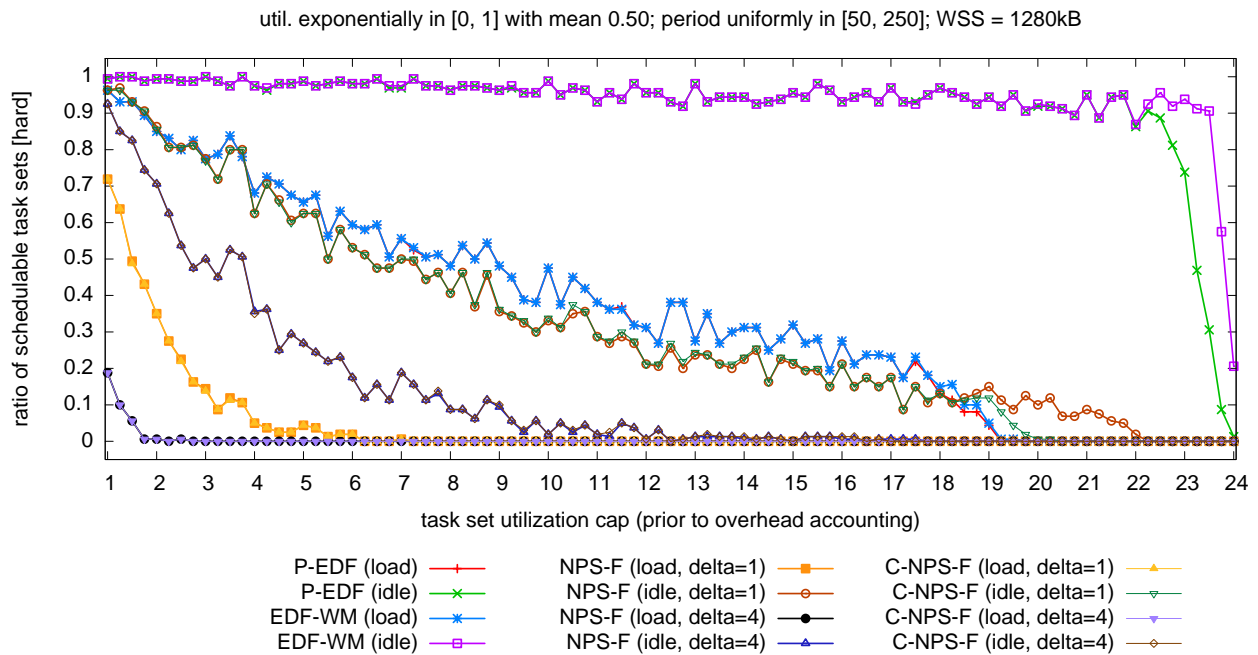 util. exponentially in [0, 1] with mean 0.50; period uniformly in [50, 250]; WSS = 1280kB
ratio of schedulable task sets [hard]
1
0.9
0.8
0.7
0.6
0.5
0.4
0.3
0.2
0.1
0
1 2 3 4 5 6 7 8 9 10 11 12 13 14 15 16 17 18 19 20 21 22 23 24
task set utilization cap (prior to overhead accounting)
P-EDF (load) NPS-F (load, delta=1) C-NPS-F (load, delta=1)
P-EDF (idle) NPS-F (idle, delta=1) C-NPS-F (idle, delta=1)
EDF-WM (load) NPS-F (load, delta=4) C-NPS-F (load, delta=4)
EDF-WM (idle) NPS-F (idle, delta=4) C-NPS-F (idle, delta=4)